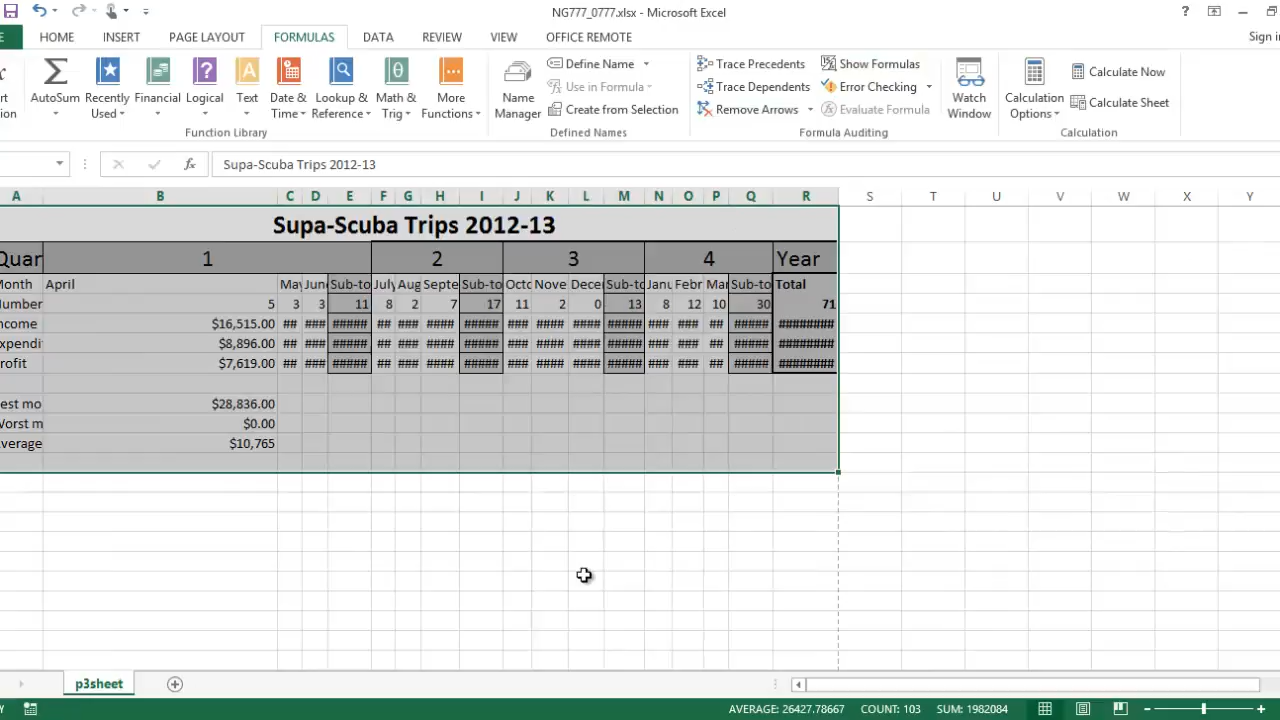 NG777_0777.xlsx - Microsoft Excel ?
HOME INSERT PAGE LAYOUT FORMULAS DATA REVIEW VIEW OFFICE REMOTE Sign i
AutoSum Recently Used Financial Logical Text Date & Time Lookup & Reference Math & Trig More Functions
Name Manager Define Name Use in Formula Create from Selection
Trace Precedents Trace Dependents Remove Arrows Show Formulas Error Checking Evaluate Formula
Watch Window Calculation Options Calculate Now Calculate Sheet
Function Library Defined Names Formula Auditing Calculation
fx Supa-Scuba Trips 2012-13
A B C D E F G H I J K L M N O P Q R S T U V W X Y
Supa-Scuba Trips 2012-13
Quar 1 2 3 4 Year
Month April May June Sub-to July Aug Septe Sub-to Octo Nove Dece Sub-to Janu Febr Mar Sub-to Total
Number 5 3 3 11 8 2 7 17 11 2 0 13 8 12 10 30 71
ncome $16,515.00 ## ### ##### ## ### #### ##### ### #### #### ##### ### ### ## ##### ########
xpendi $8,896.00 ## ### ##### ## ### #### ##### ### #### #### ##### ### ### ## ##### ########
rofit $7,619.00 ## ### ##### ## ### #### ##### ### #### #### ##### ### ### ## ##### ########
est mo $28,836.00
Worst m $0.00
verage $10,765
p3sheet
AVERAGE: 26427.78667 COUNT: 103 SUM: 1982084